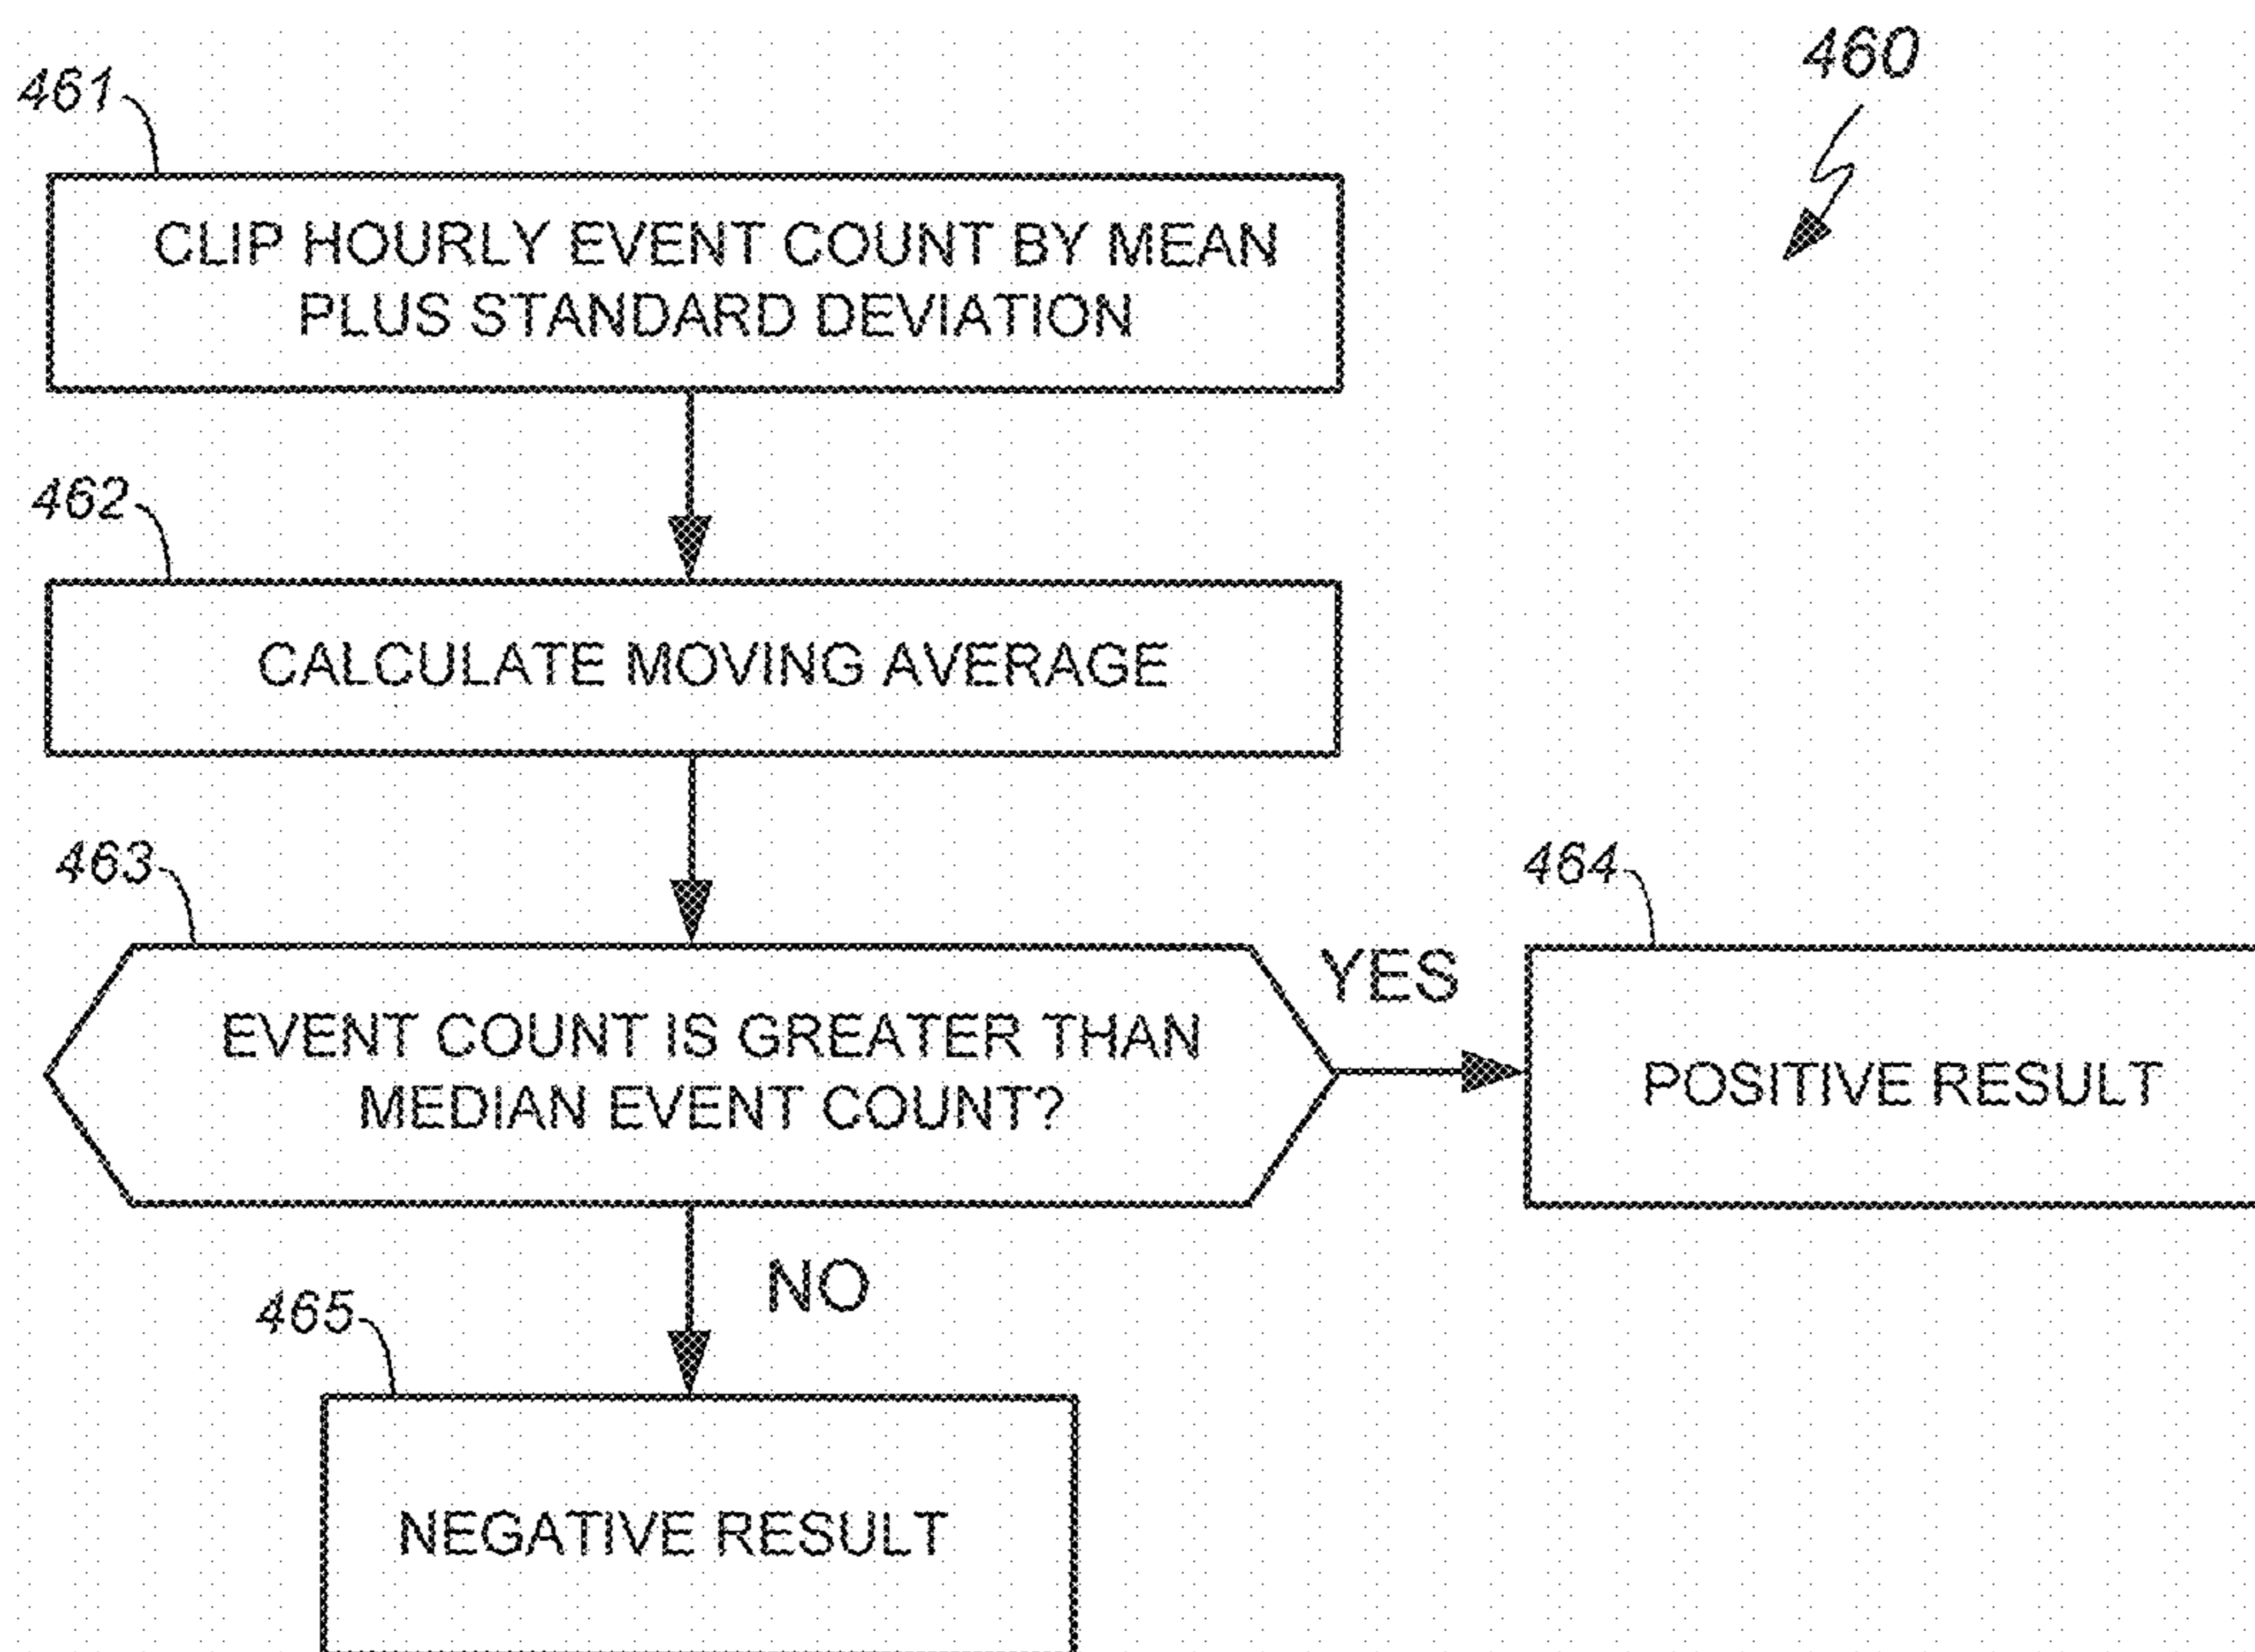 460
461
CLIP HOURLY EVENT COUNT BY MEAN
PLUS STANDARD DEVIATION
462
CALCULATE MOVING AVERAGE
463
EVENT COUNT IS GREATER THAN
MEDIAN EVENT COUNT?
YES
464
POSITIVE RESULT
NO
465
NEGATIVE RESULT